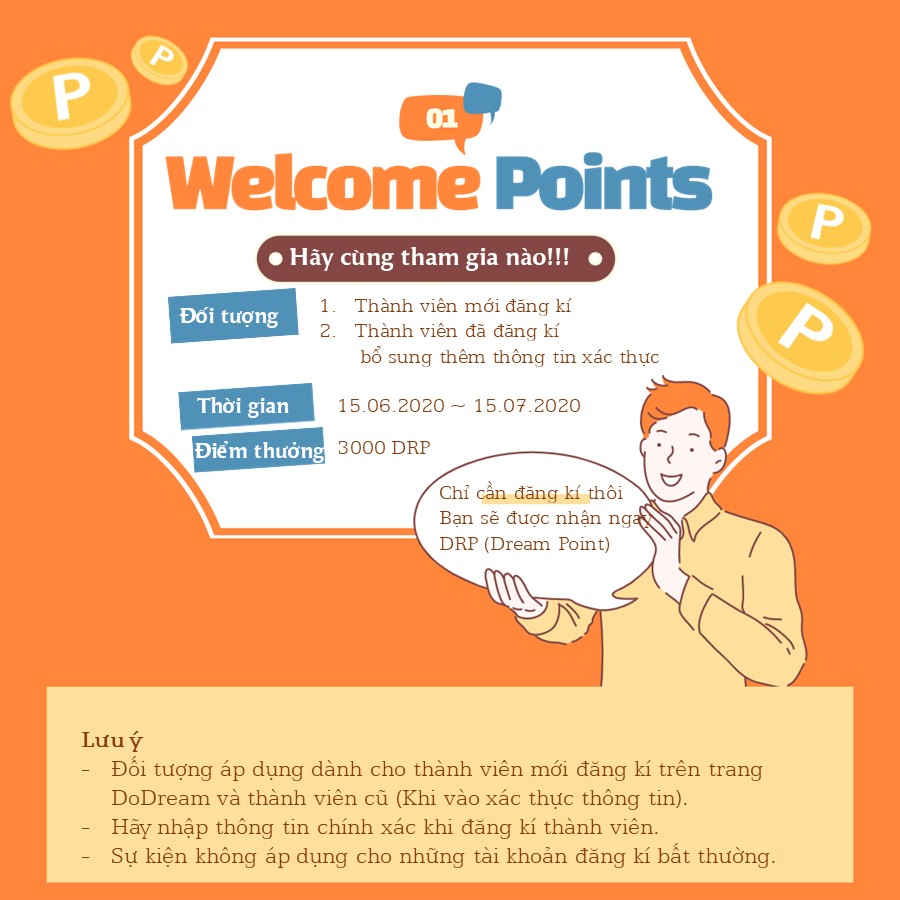 P
P
01
Welcome Points
P
Hãy cùng tham gia nào!!!
Đối tượng
1. Thành viên mới đăng kí
2. Thành viên đã đăng kí
bổ sung thêm thông tin xác thực
P
Thời gian
15.06.2020 ~ 15.07.2020
Điểm thưởng
3000 DRP
Chỉ cần đăng kí thôi
Bạn sẽ được nhận ngay
DRP (Dream Point)
Lưu ý
- Đối tượng áp dụng dành cho thành viên mới đăng kí trên trang
DoDream và thành viên cũ (Khi vào xác thực thông tin).
- Hãy nhập thông tin chính xác khi đăng kí thành viên.
- Sự kiện không áp dụng cho những tài khoản đăng kí bất thường.